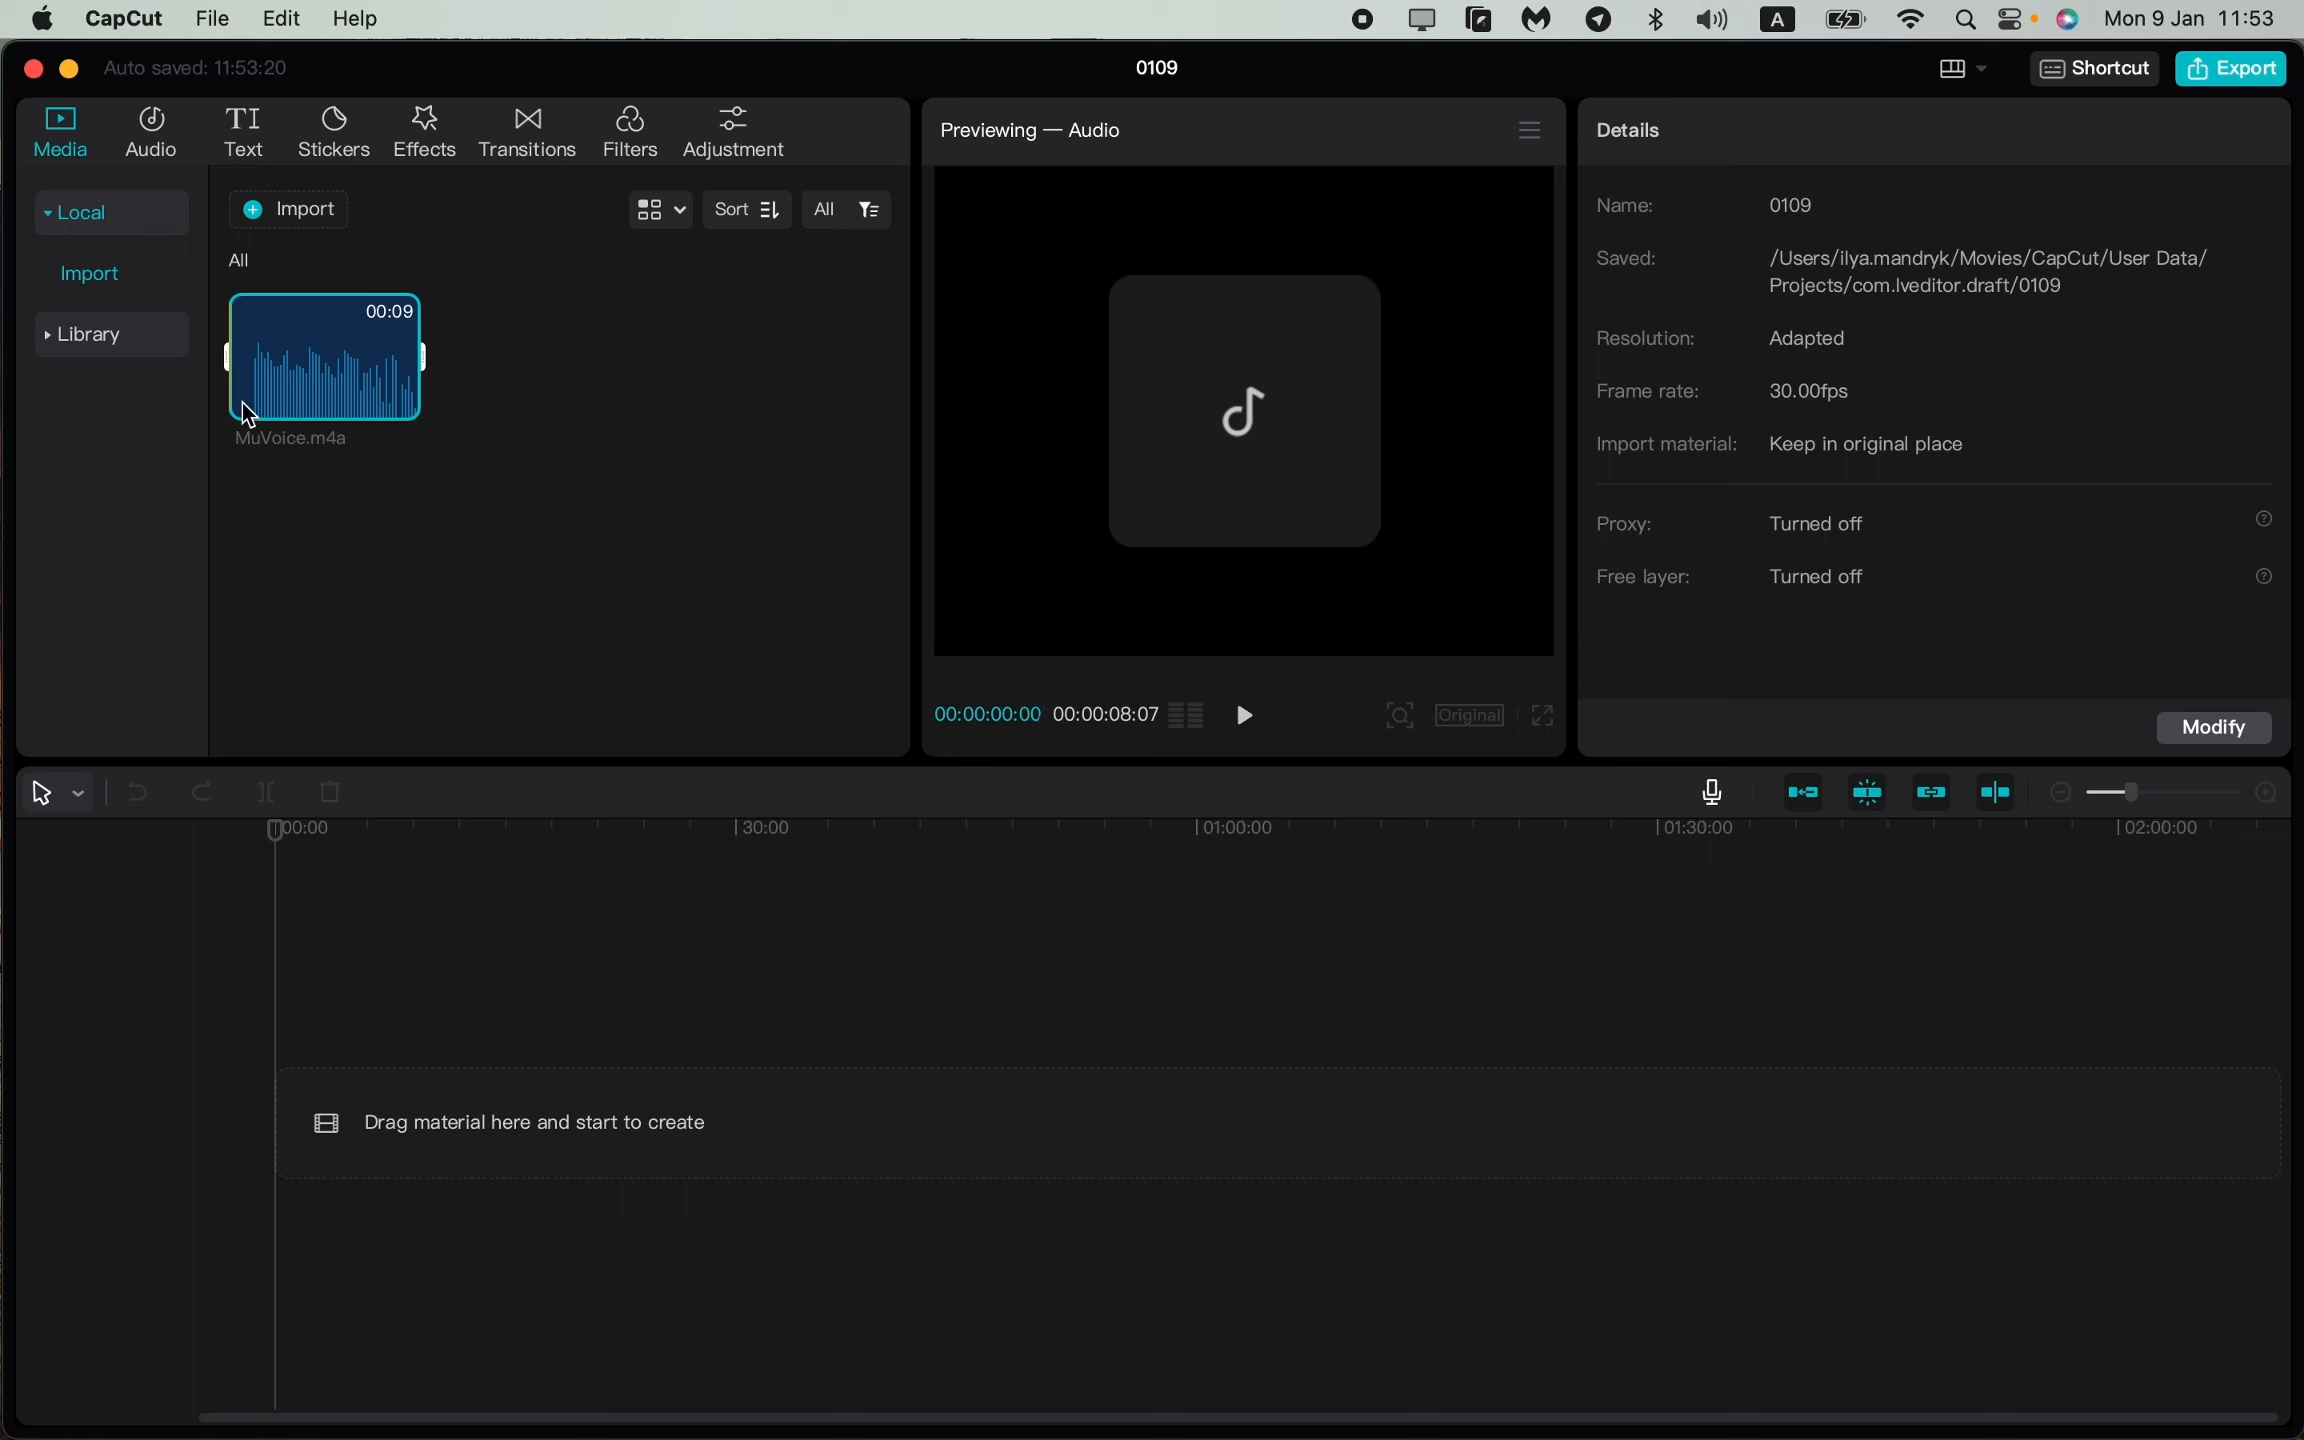 CapCut File Edit Help A Mon 9 Jan 11:53
Auto saved: 11:53:20 0109 Shortcut Export
Media Audio Text Stickers Effects Transitions Filters Adjustment
Local
Import
Library
Import Sort All
All
00:09
MuVoice.m4a
Previewing — Audio
00:00:00:00 00:00:08:07 Original
Details
Name: 0109
Saved: /Users/ilya.mandryk/Movies/CapCut/User Data/
Projects/com.lveditor.draft/0109
Resolution: Adapted
Frame rate: 30.00fps
Import material: Keep in original place
Proxy: Turned off
Free layer: Turned off
Modify
00:00 30:00 01:00:00 01:30:00 02:00:00
Drag material here and start to create